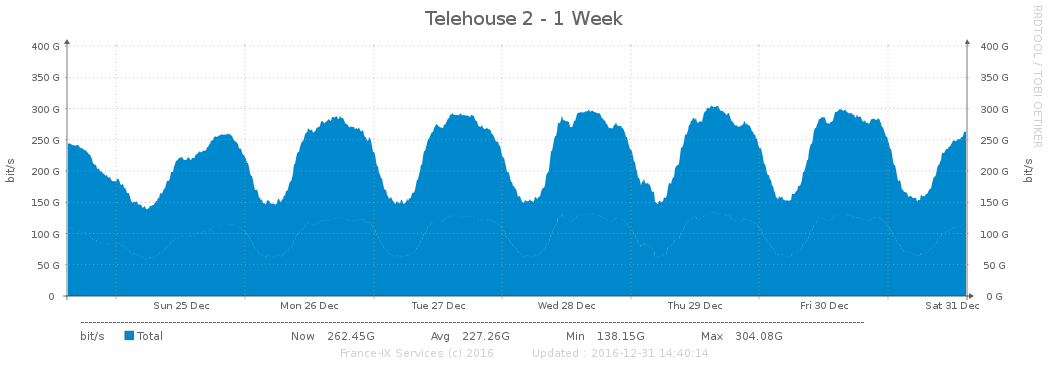 Telehouse 2 - 1 Week
RRDTOOL / TOBI OETIKER
400 G 400 G
350 G 350 G
300 G 300 G
250 G 250 G
200 G 200 G
150 G 150 G
100 G 100 G
50 G 50 G
0 0 G
bit/s bit/s
Sun 25 Dec Mon 26 Dec Tue 27 Dec Wed 28 Dec Thu 29 Dec Fri 30 Dec Sat 31 Dec
bit/s Total Now 262.45G Avg 227.26G Min 138.15G Max 304.08G
France-IX Services (c) 2016 Updated : 2016-12-31 14:40:14